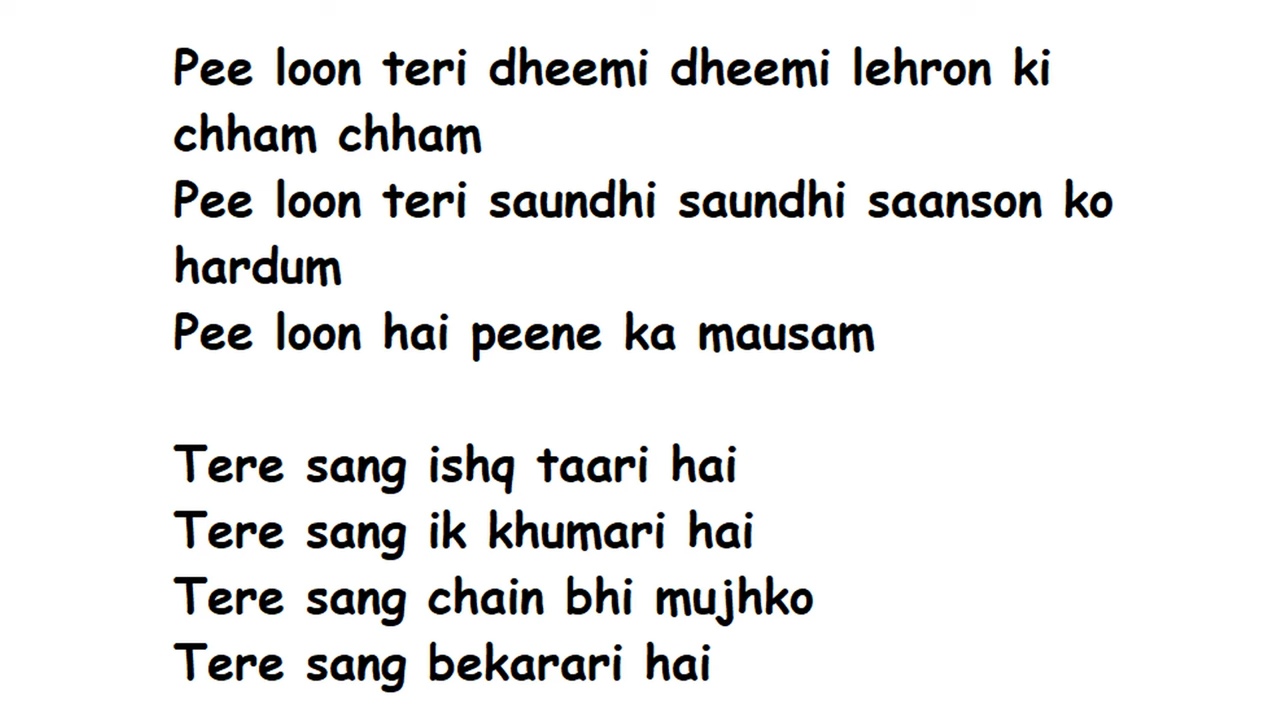 Pee loon teri dheemi dheemi lehron ki
chham chham
Pee loon teri saundhi saundhi saanson ko
hardum
Pee loon hai peene ka mausam

Tere sang ishq taari hai
Tere sang ik khumari hai
Tere sang chain bhi mujhko
Tere sang bekarari hai